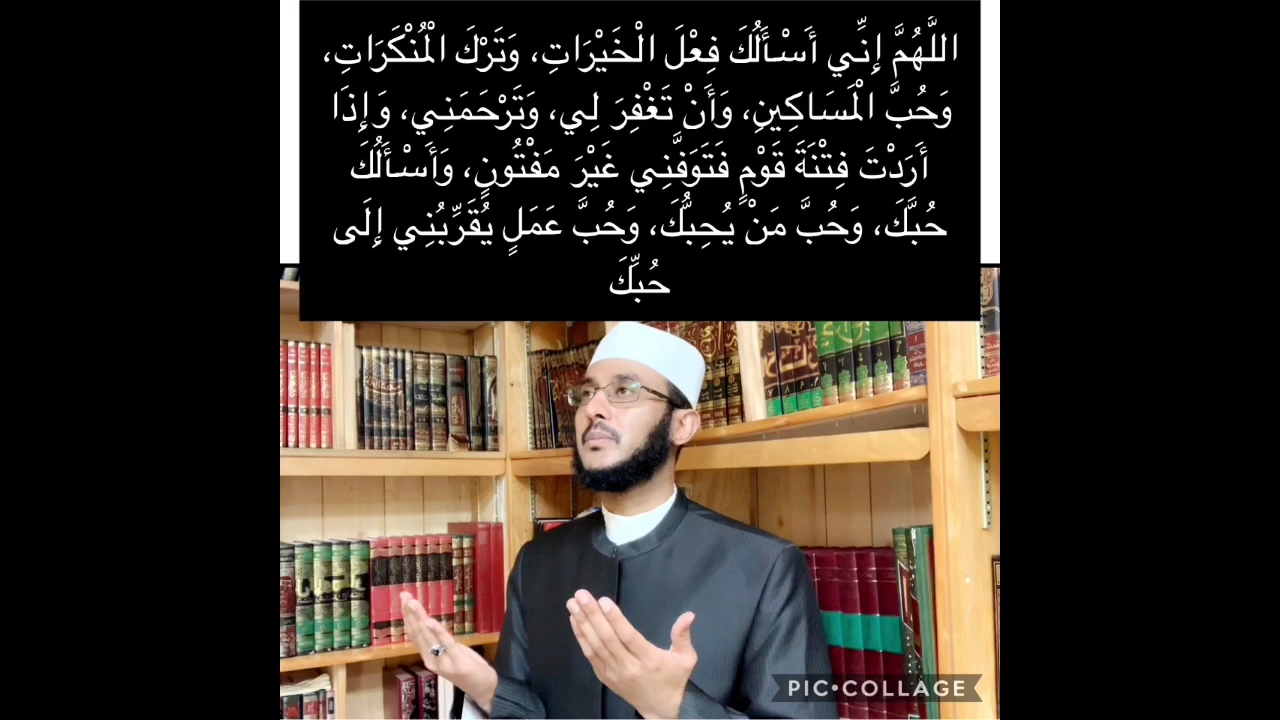 اللَّهُمَّ إِنِّي أَسْأَلُكَ فِعْلَ الْخَيْرَاتِ، وَتَرْكَ الْمُنْكَرَاتِ،
وَحُبَّ الْمَسَاكِينِ، وَأَنْ تَغْفِرَ لِي، وَتَرْحَمَنِي، وَإِذَا
أَرَدْتَ فِتْنَةَ قَوْمٍ فَتَوَفَّنِي غَيْرَ مَفْتُونٍ، وَأَسْأَلُكَ
حُبَّكَ، وَحُبَّ مَنْ يُحِبُّكَ، وَحُبَّ عَمَلٍ يُقَرِّبُنِي إِلَى
حُبِّكَ
PIC•COLLAGE